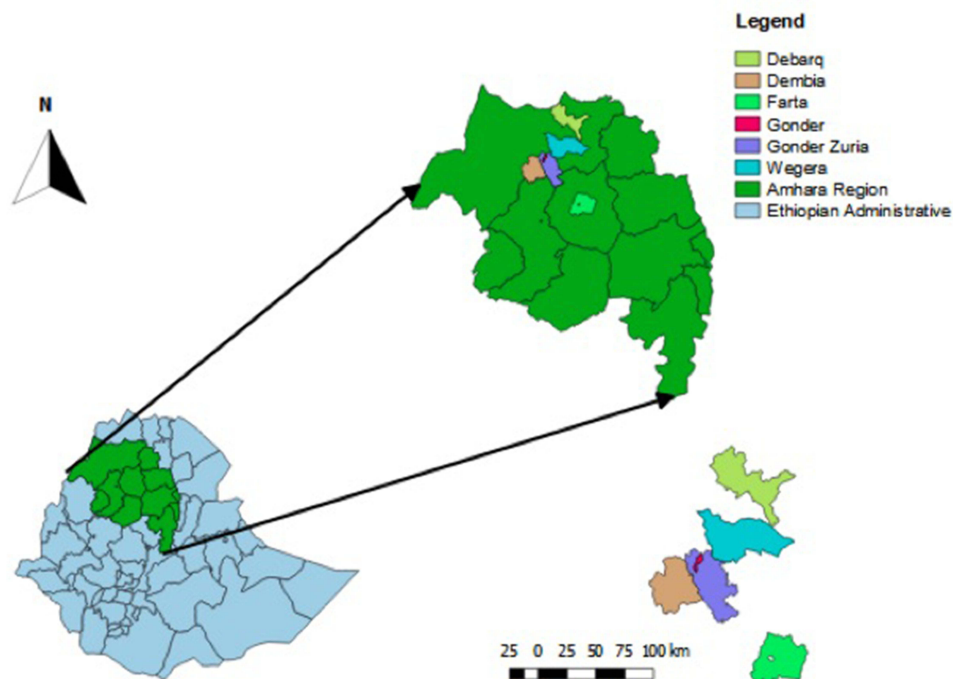 Legend
Debarq
Dembia
Farta
Gonder
Gonder Zuria
Wegera
Amhara Region
Ethiopian Administrative
N
25 0 25 50 75 100 km